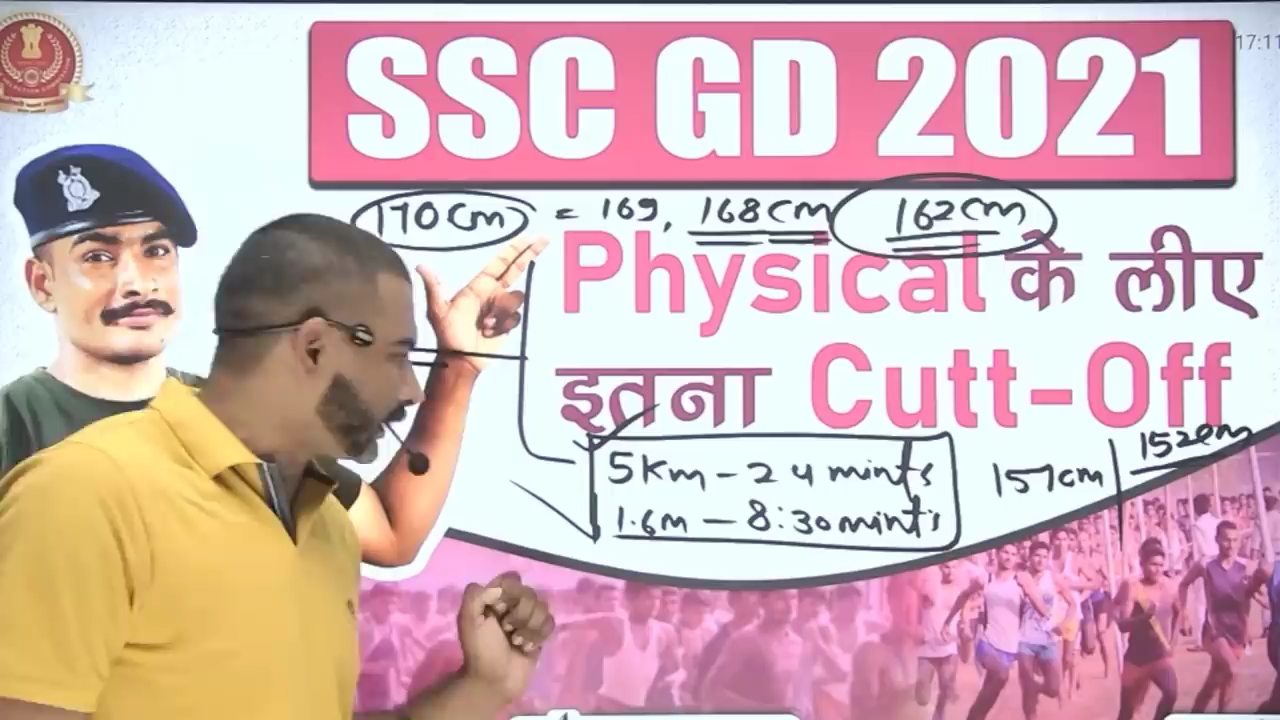 SSC GD 2021
17:11
170cm = 169, 168cm 162cm
Physical के लीए
इतना Cutt-Off
5Km - 24 mints
1.6m - 8:30 mints
157cm 152cm